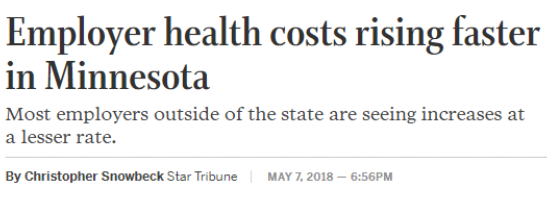 Employer health costs rising faster
in Minnesota
Most employers outside of the state are seeing increases at
a lesser rate.
By Christopher Snowbeck Star Tribune | MAY 7, 2018 — 6:56PM